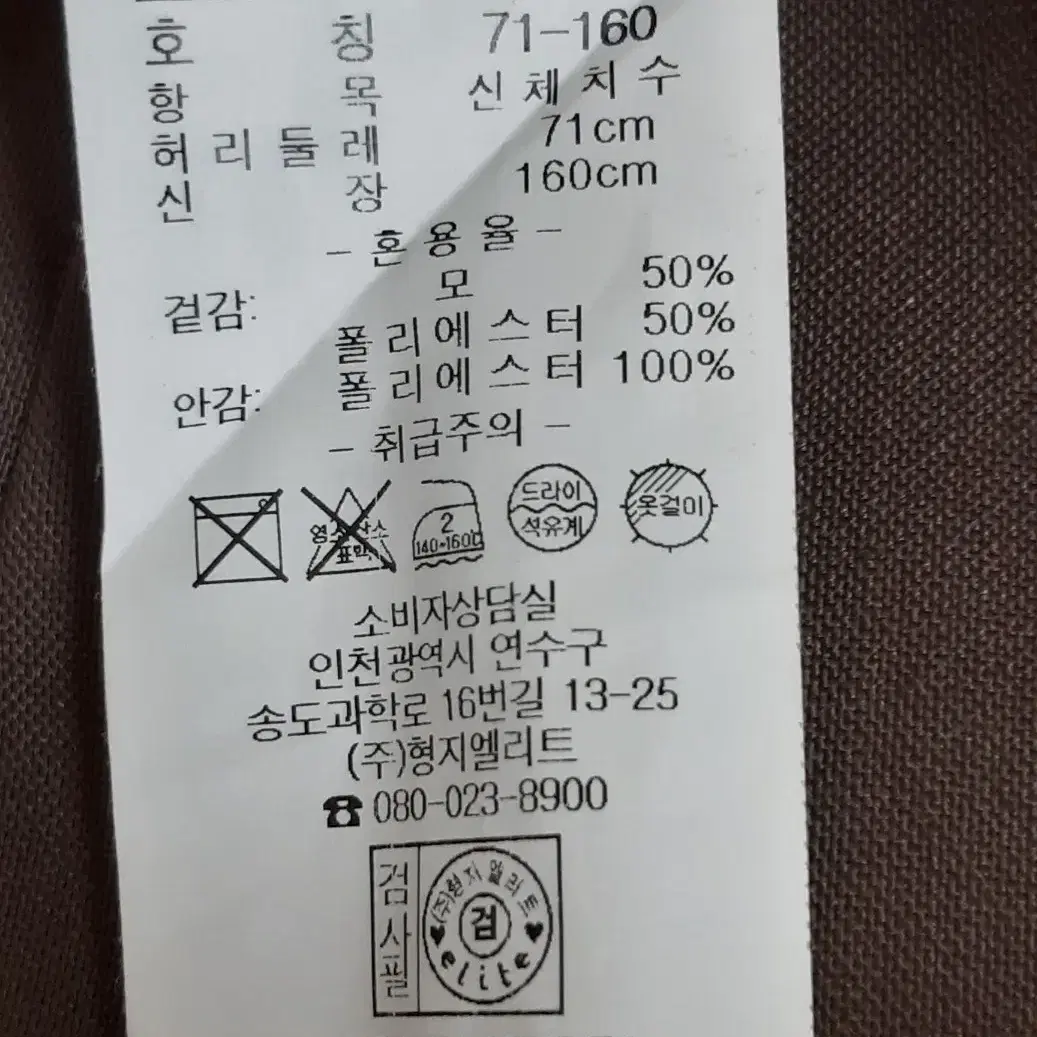 호 칭 71-160
항 목 신 체 치 수
허 리 둘 레 71cm
신 장 160cm
- 혼 용 율 -
겉감: 모 50%
폴 리 에 스 터 50%
안감: 폴 리 에 스 터 100%
- 취급주의 -
염소 표백
2
140~160℃
드라이
석유계
옷걸이
소비자상담실
인천광역시 연수구
송도과학로 16번길 13-25
(주)형지엘리트
☎ 080-023-8900
검사필
(주)형지엘리트
검
elite